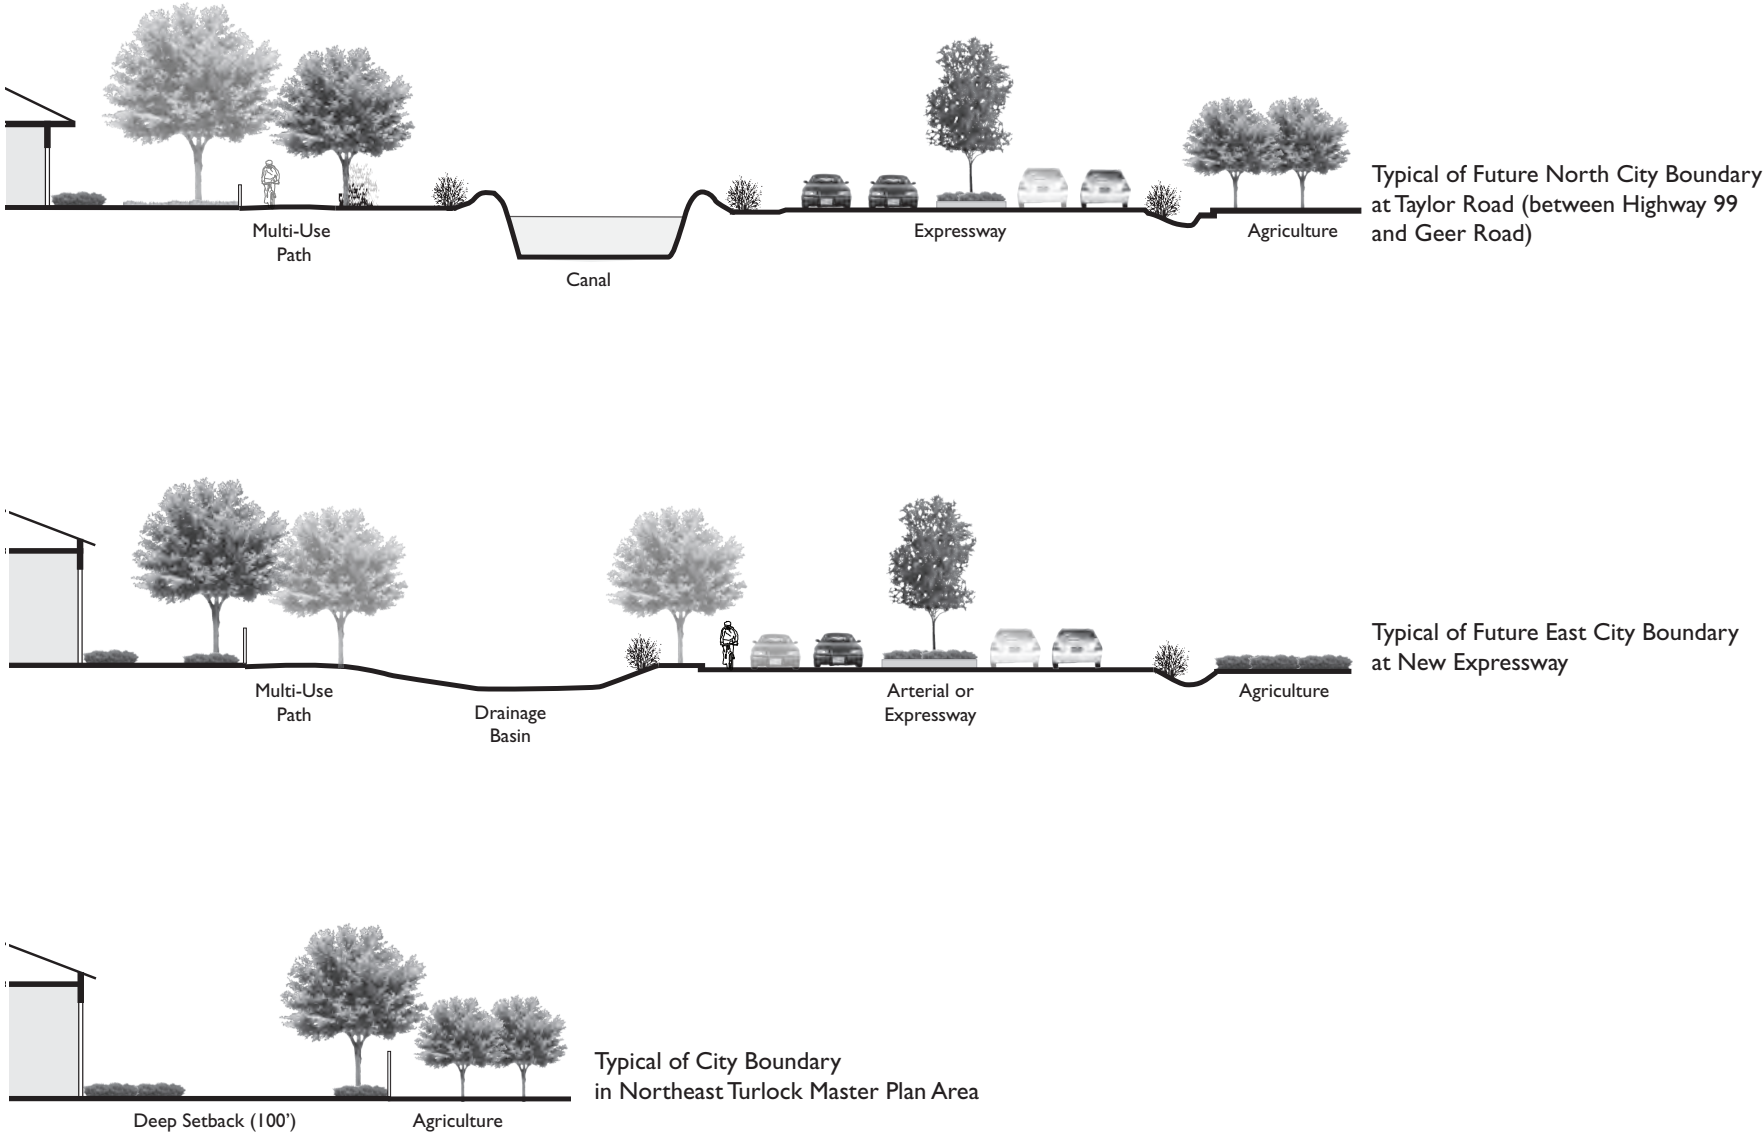 Typical of Future North City Boundary
at Taylor Road (between Highway 99
and Geer Road)
Multi-Use
Path
Canal
Expressway
Agriculture
Typical of Future East City Boundary
at New Expressway
Multi-Use
Path
Drainage
Basin
Arterial or
Expressway
Agriculture
Typical of City Boundary
in Northeast Turlock Master Plan Area
Deep Setback (100’)
Agriculture